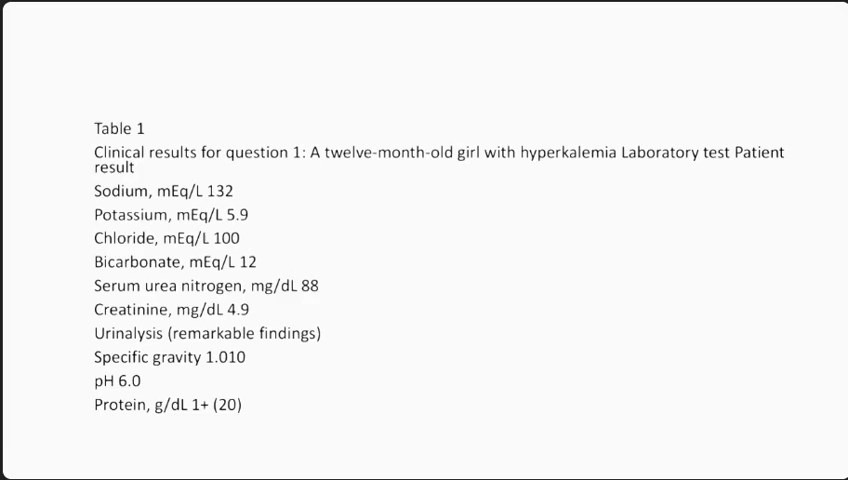 Table 1
Clinical results for question 1: A twelve-month-old girl with hyperkalemia Laboratory test Patient
result
Sodium, mEq/L 132
Potassium, mEq/L 5.9
Chloride, mEq/L 100
Bicarbonate, mEq/L 12
Serum urea nitrogen, mg/dL 88
Creatinine, mg/dL 4.9
Urinalysis (remarkable findings)
Specific gravity 1.010
pH 6.0
Protein, g/dL 1+ (20)